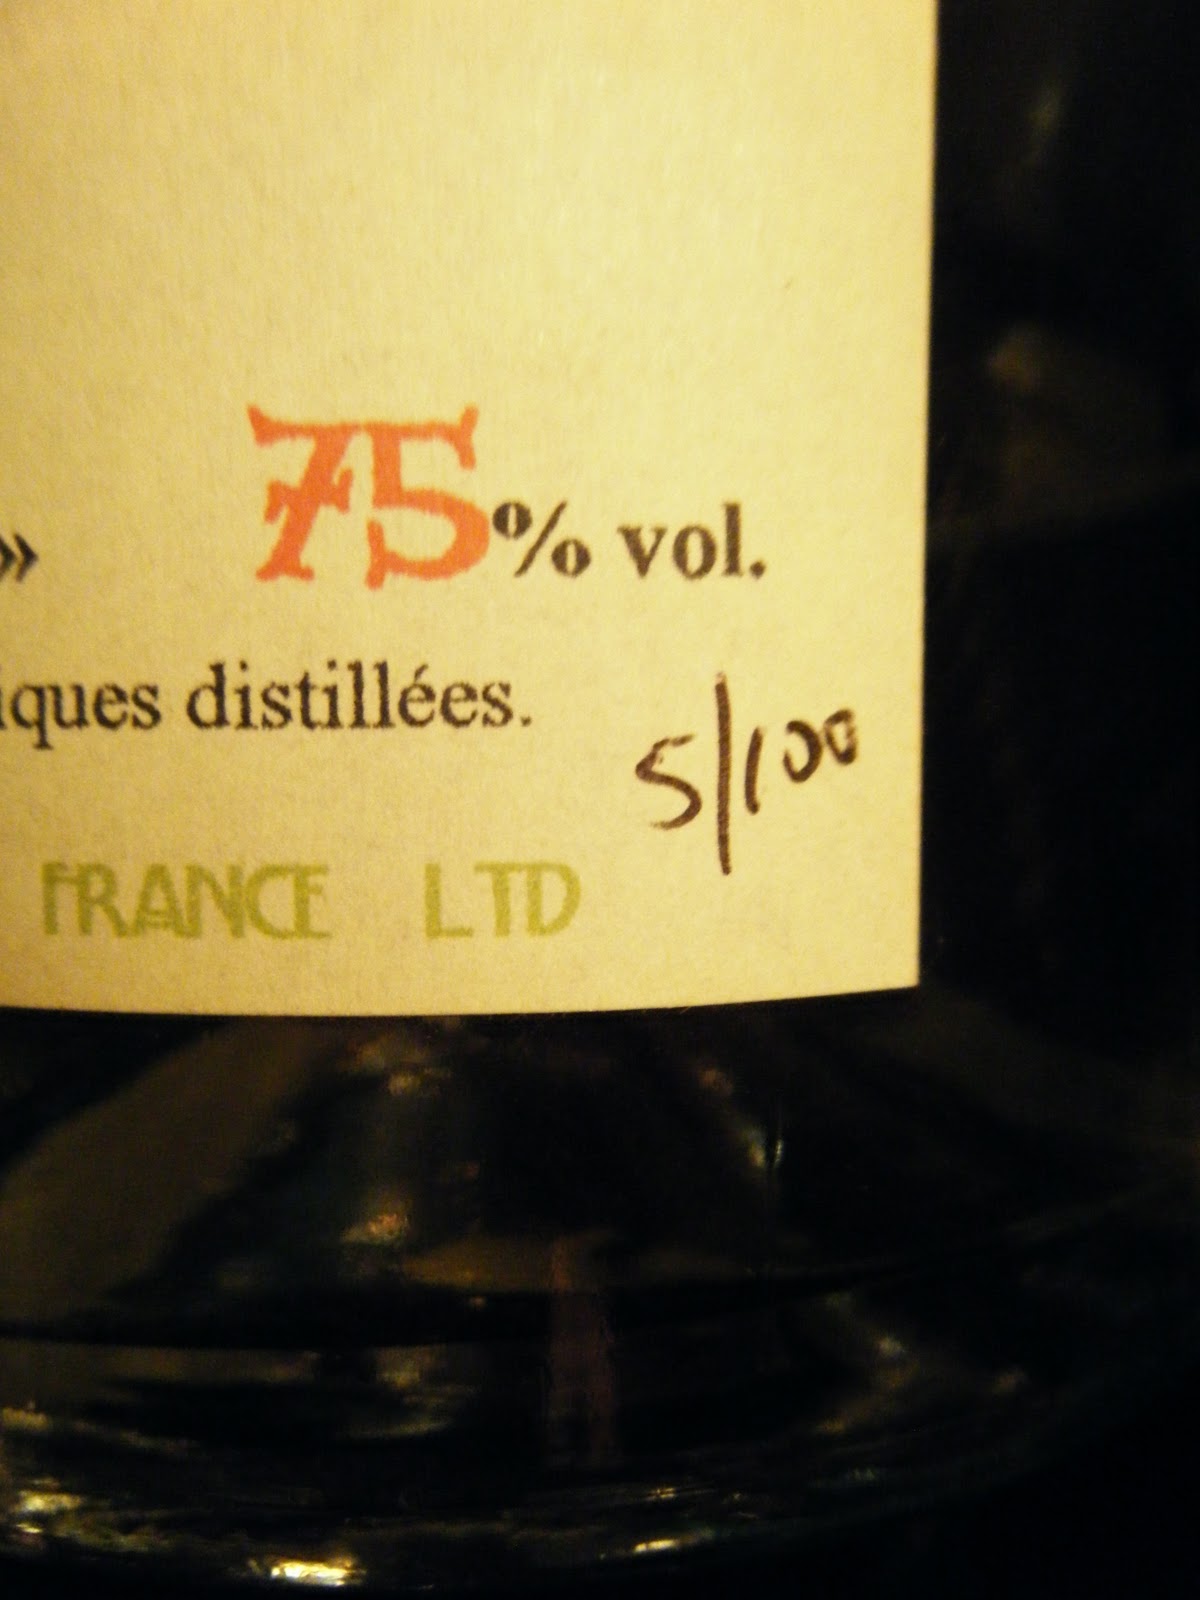 » 75% vol.
iques distillées.
5/100
FRANCE LTD